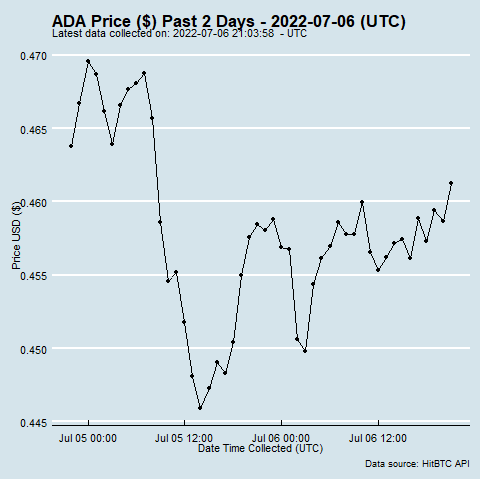 ADA Price ($) Past 2 Days - 2022-07-06 (UTC)
Latest data collected on: 2022-07-06 21:03:58  - UTC
0.470
0.465
0.460
0.455
0.450
0.445
Price USD ($)
Jul 05 00:00 Jul 05 12:00 Jul 06 00:00 Jul 06 12:00
Date Time Collected (UTC)
Data source: HitBTC API